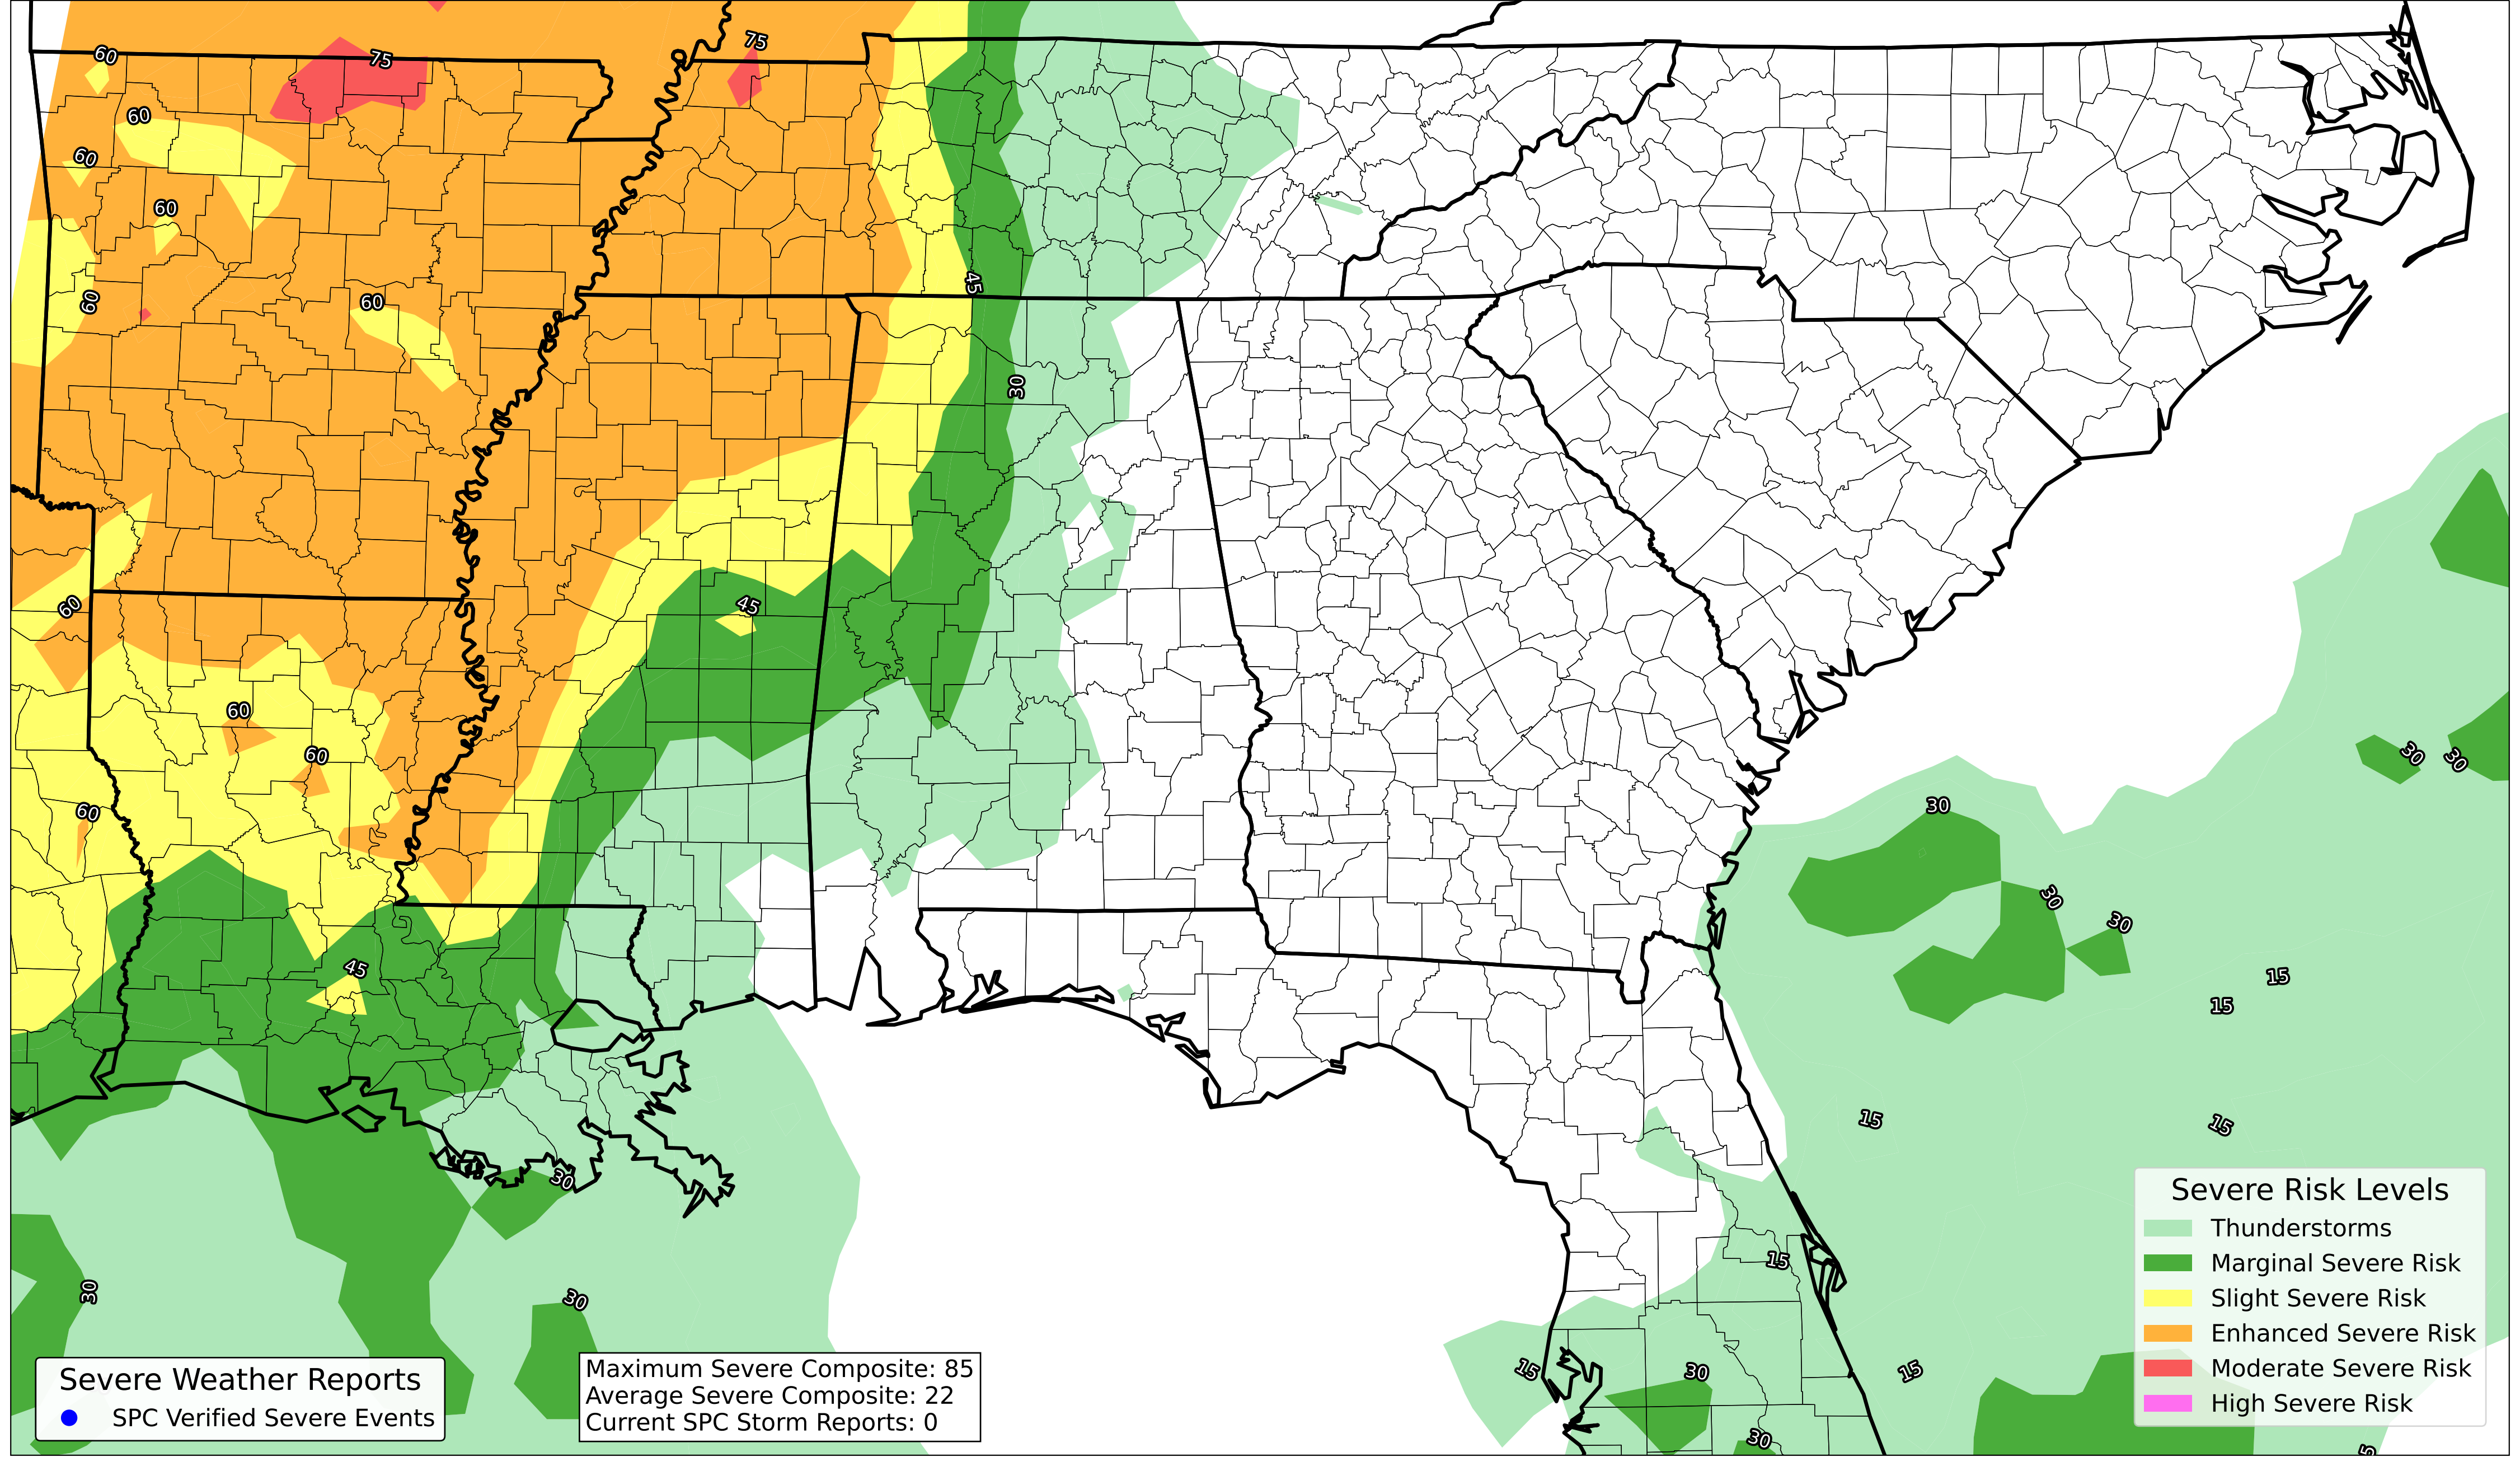 60
75
75
60
60
60
45
60
60
30
60
45
60
60
60
30
30
30
30
30
45
15
15
15
15
30
15
30
30
15
30
15
30
5
Severe Risk Levels
Thunderstorms
Marginal Severe Risk
Slight Severe Risk
Enhanced Severe Risk
Moderate Severe Risk
High Severe Risk
Severe Weather Reports
SPC Verified Severe Events
Maximum Severe Composite: 85
Average Severe Composite: 22
Current SPC Storm Reports: 0